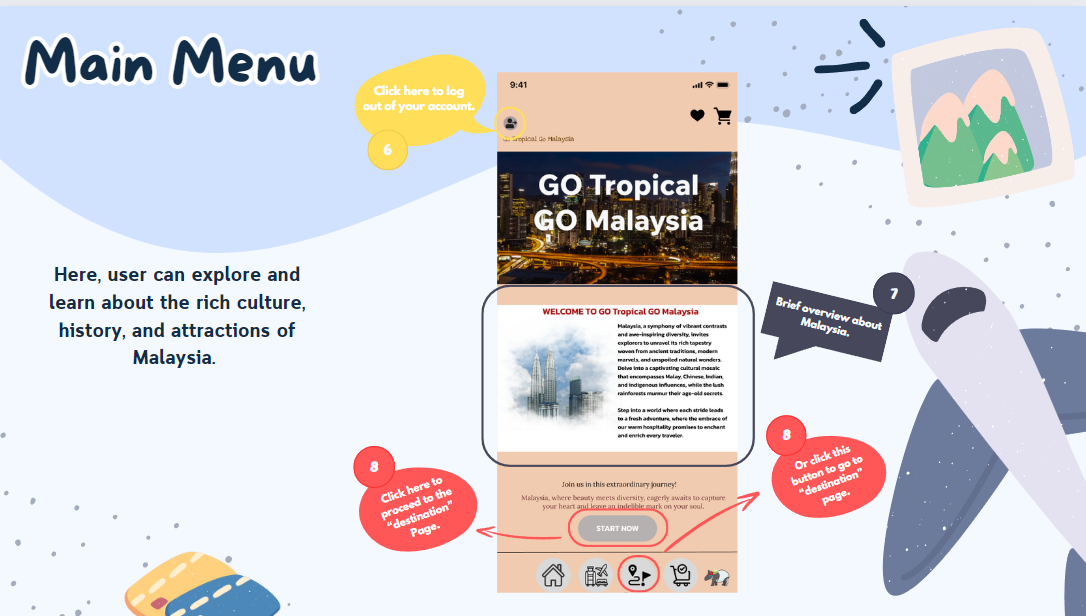 Main Menu
Click here to log
out of your account.
6
9:41
Go Tropical Go Malaysia
GO Tropical
GO Malaysia
Here, user can explore and
learn about the rich culture,
history, and attractions of
Malaysia.
7
Brief overview about
Malaysia.
WELCOME TO GO Tropical GO Malaysia
Malaysia, a symphony of vibrant contrasts
and awe-inspiring diversity, invites
explorers to unravel its rich tapestry
woven from ancient traditions, modern
marvels, and unspoiled natural wonders.
Delve into a captivating cultural mosaic
that encompasses Malay, Chinese, Indian,
and Indigenous influences, while the lush
rainforests murmur their age-old secrets.
Step into a world where each stride leads
to a fresh adventure, where the embrace of
our warm hospitality promises to enchant
and enrich every traveler.
8
Click here to
proceed to the
“destination”
Page.
8
Or click this
button to go to
“destination”
page.
Join us in this extraordinary journey!
Malaysia, where beauty meets diversity, eagerly awaits to capture
your heart and leave an indelible mark on your soul.
START NOW